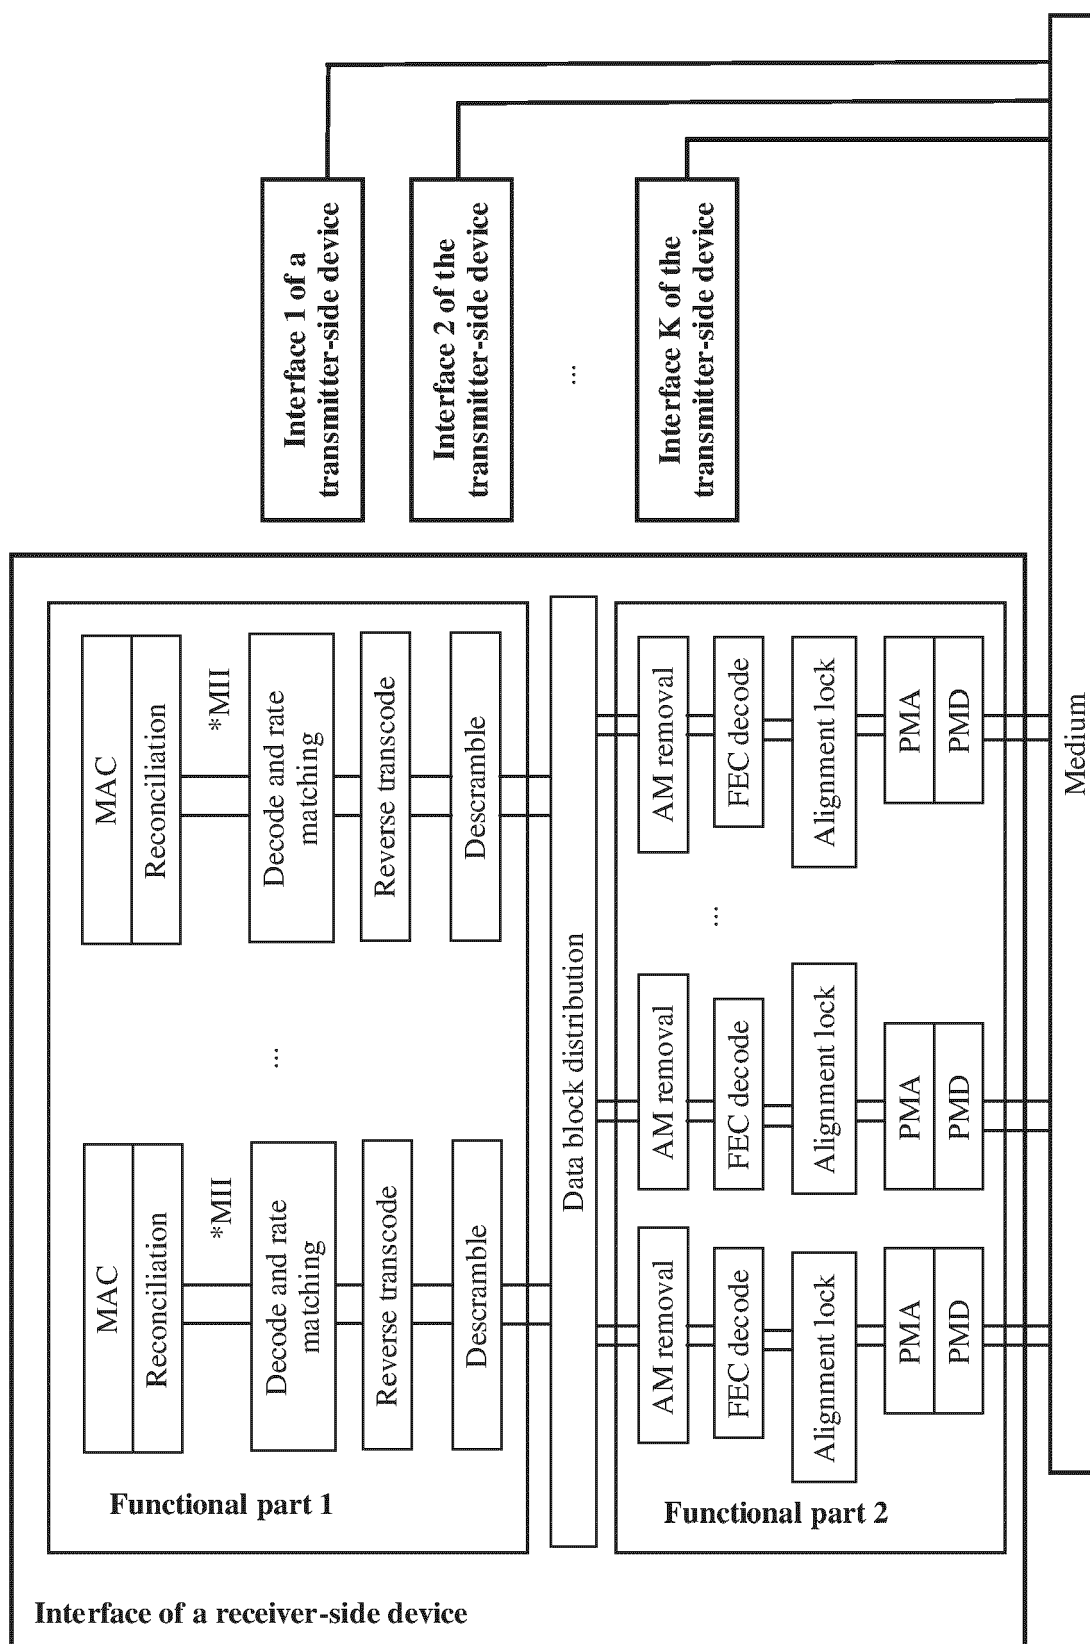 Interface 1 of a
transmitter-side device
Interface 2 of the
transmitter-side device
...
Interface K of the
transmitter-side device
MAC
Reconciliation
*MII
Decode and rate
matching
Reverse transcode
Descramble
...
MAC
Reconciliation
*MII
Decode and rate
matching
Reverse transcode
Descramble
Functional part 1
Data block distribution
AM removal
FEC decode
Alignment lock
PMA
PMD
...
AM removal
FEC decode
Alignment lock
PMA
PMD
AM removal
FEC decode
Alignment lock
PMA
PMD
Functional part 2
Interface of a receiver-side device
Medium